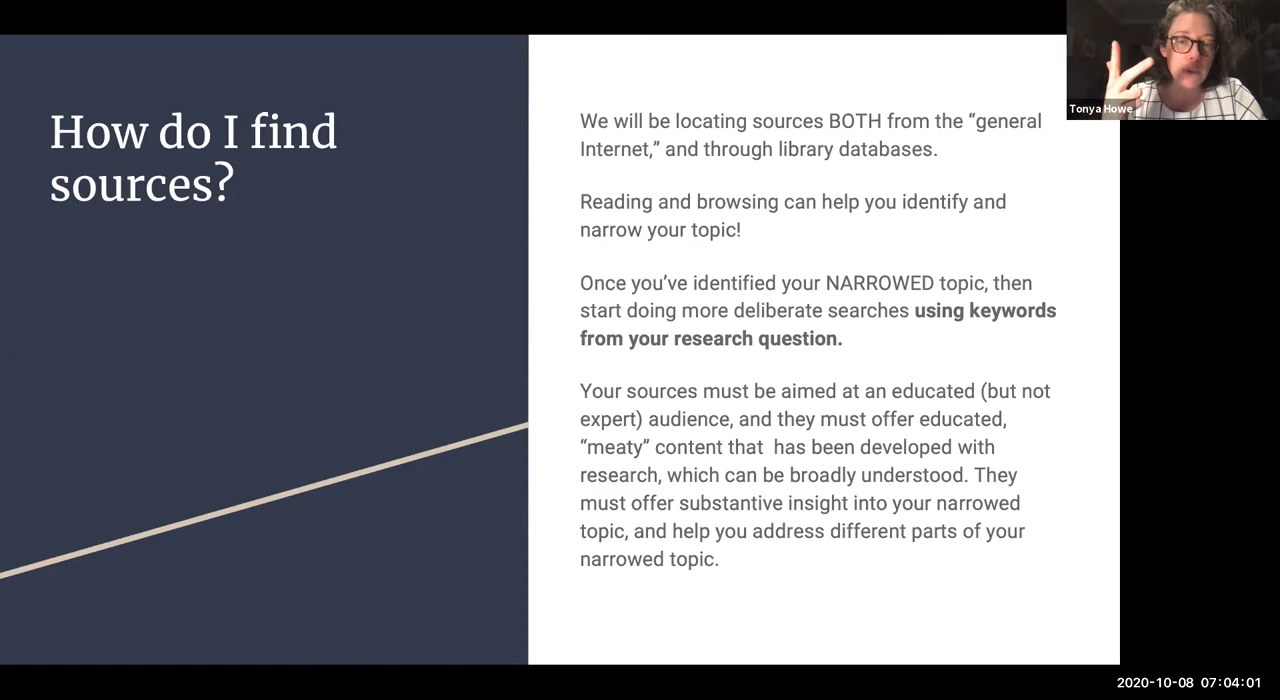 How do I find
sources?
We will be locating sources BOTH from the “general
Internet,” and through library databases.
Reading and browsing can help you identify and
narrow your topic!
Once you’ve identified your NARROWED topic, then
start doing more deliberate searches using keywords
from your research question.
Your sources must be aimed at an educated (but not
expert) audience, and they must offer educated,
“meaty” content that  has been developed with
research, which can be broadly understood. They
must offer substantive insight into your narrowed
topic, and help you address different parts of your
narrowed topic.
Tonya Howe
2020-10-08 07:04:01